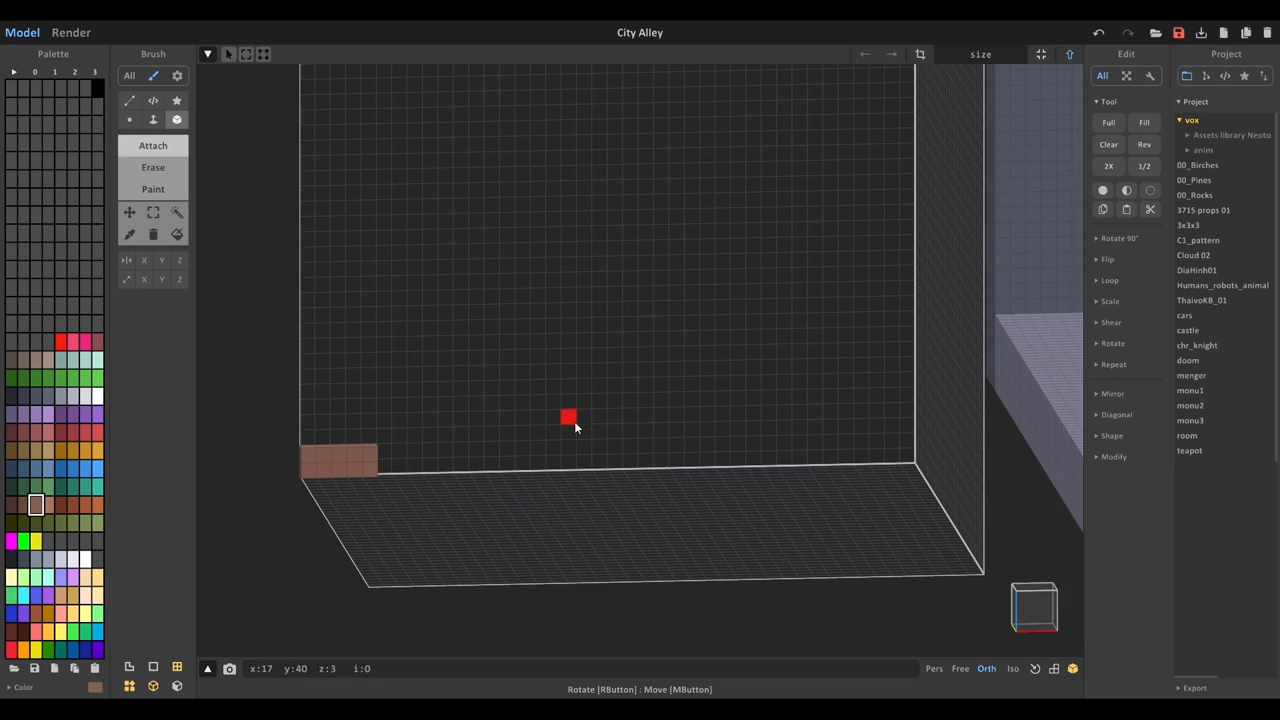 Model Render City Alley
Palette Brush size Edit Project
0 1 2 3
All All
Tool Project
Full Fill vox
Assets library Neoto
Attach Clear Rev anim
Erase 2X 1/2 00_Birches
Paint 00_Pines
00_Rocks
3715 props 01
3x3x3
Rotate 90° C1_pattern
X Y Z Flip Cloud 02
X Y Z Loop DiaHinh01
Humans_robots_animal
Scale ThaivoKB_01
Shear cars
castle
Rotate chr_knight
Repeat doom
menger
Mirror monu1
Diagonal monu2
monu3
Shape room
Modify teapot
x:17 y:40 z:3 i:0 Pers Free Orth Iso
Color Rotate [RButton] : Move [MButton] Export